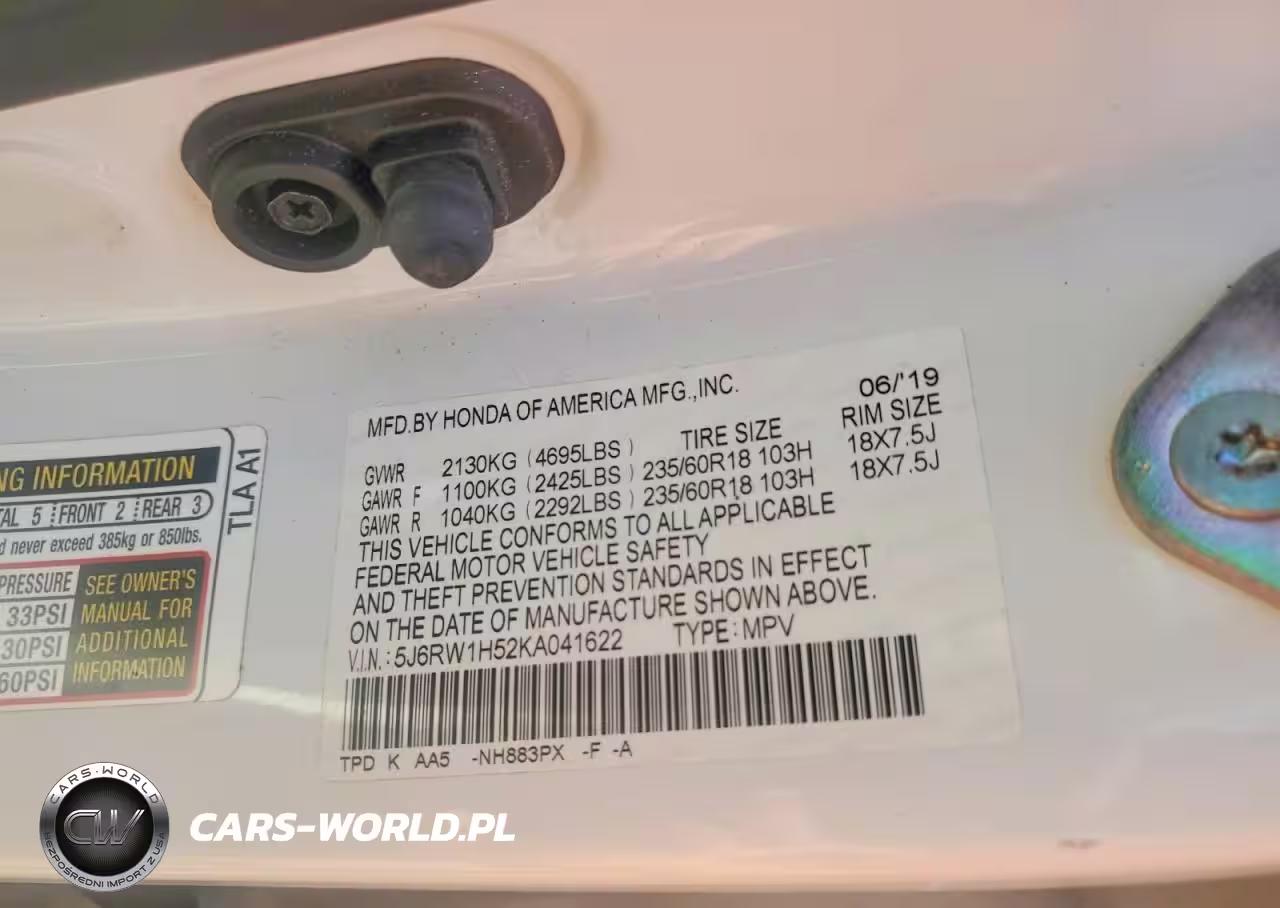 MFD.BY HONDA OF AMERICA MFG.,INC. 06/'19
GVWR 2130KG (4695LBS) TIRE SIZE RIM SIZE
GAWR F 1100KG (2425LBS) 235/60R18 103H 18X7.5J
GAWR R 1040KG (2292LBS) 235/60R18 103H 18X7.5J
THIS VEHICLE CONFORMS TO ALL APPLICABLE
FEDERAL MOTOR VEHICLE SAFETY
AND THEFT PREVENTION STANDARDS IN EFFECT
ON THE DATE OF MANUFACTURE SHOWN ABOVE.
V.I.N.: 5J6RW1H52KA041622 TYPE: MPV
TPD K AA5 -NH883PX -F -A
NG INFORMATION
TAL 5 FRONT 2 REAR 3
d never exceed 385kg or 850lbs.
PRESSURE
33PSI
30PSI
60PSI
SEE OWNER'S
MANUAL FOR
ADDITIONAL
INFORMATION
TLA A1
CARS-WORLD
CW
BEZPOŚREDNI IMPORT Z USA
CARS-WORLD.PL